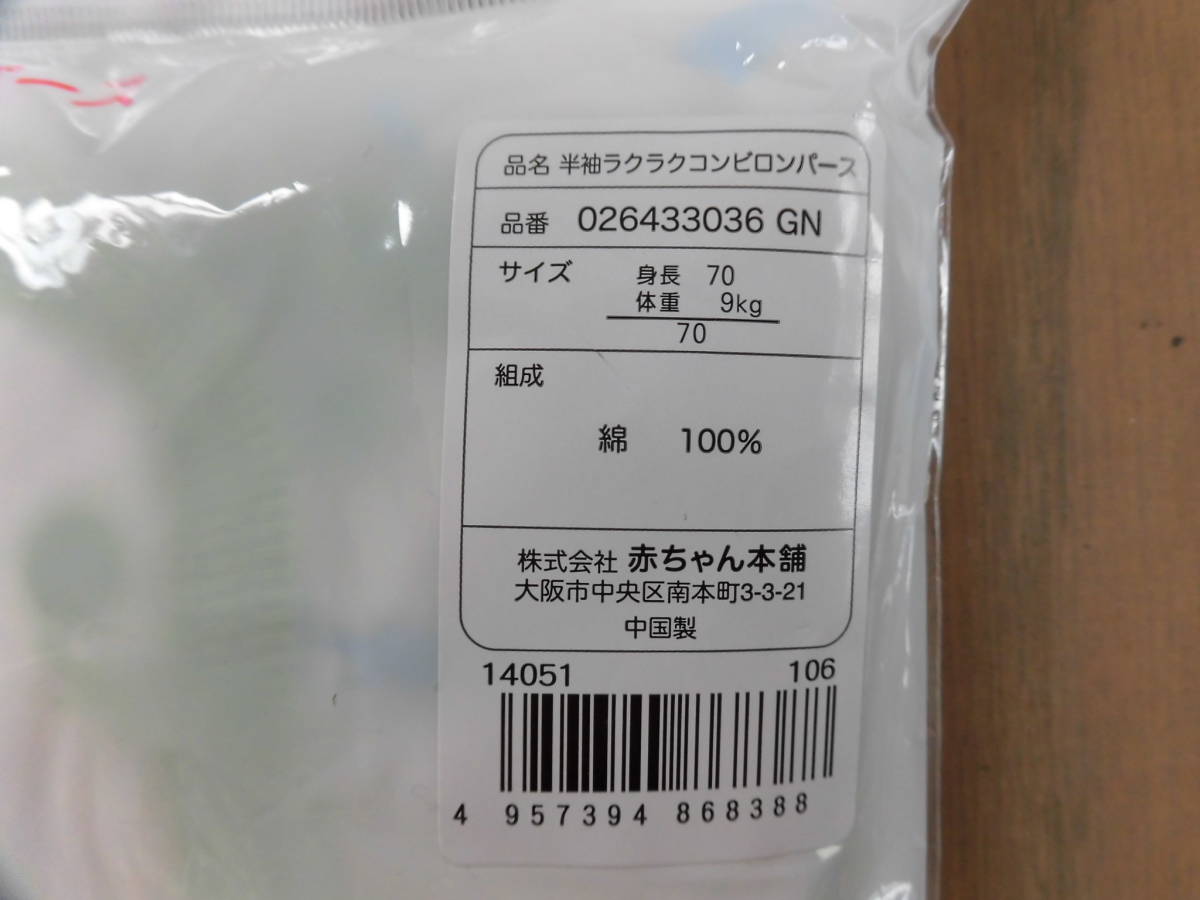 品名 半袖ラクラクコンビロンパース
品番 026433036 GN
サイズ 身長 70
体重 9kg
70
組成
綿 100%
株式会社 赤ちゃん本舗
大阪市中央区南本町3-3-21
中国製
14051 106
4 957394 868388